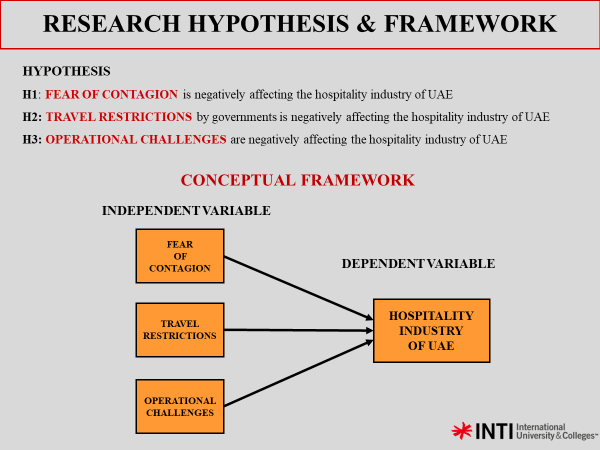 RESEARCH HYPOTHESIS & FRAMEWORK
HYPOTHESIS
H1: FEAR OF CONTAGION is negatively affecting the hospitality industry of UAE
H2: TRAVEL RESTRICTIONS by governments is negatively affecting the hospitality industry of UAE
H3: OPERATIONAL CHALLENGES are negatively affecting the hospitality industry of UAE
CONCEPTUAL FRAMEWORK
INDEPENDENT VARIABLE
FEAR
OF
CONTAGION
DEPENDENT VARIABLE
TRAVEL
RESTRICTIONS
HOSPITALITY
INDUSTRY
OF UAE
OPERATIONAL
CHALLENGES
INTI International
University & Colleges™